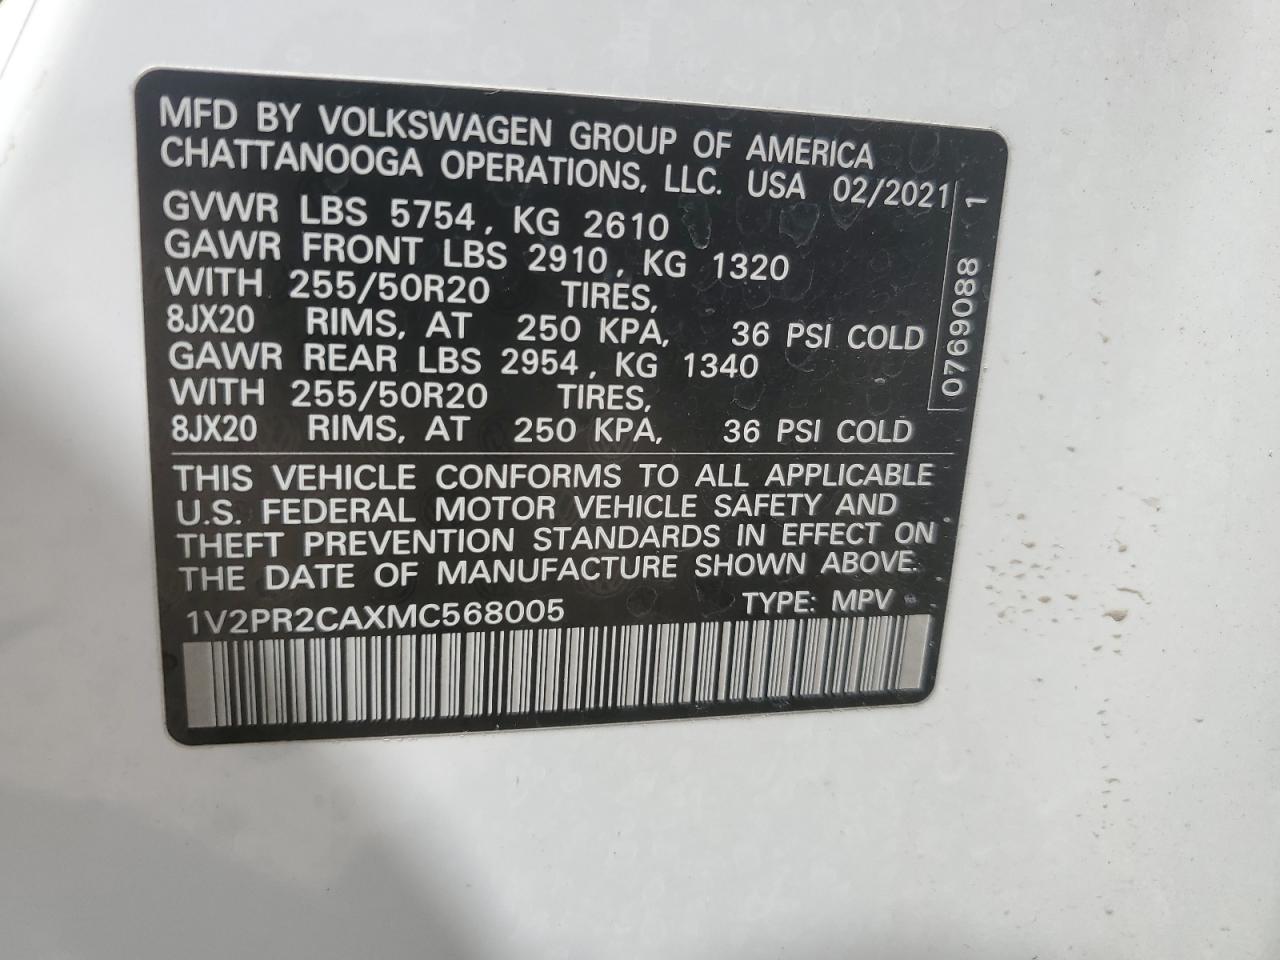 MFD BY VOLKSWAGEN GROUP OF AMERICA
CHATTANOOGA OPERATIONS, LLC. USA 02/2021
GVWR LBS 5754, KG 2610
GAWR FRONT LBS 2910, KG 1320
WITH 255/50R20 TIRES,
8JX20 RIMS, AT 250 KPA, 36 PSI COLD
GAWR REAR LBS 2954, KG 1340
WITH 255/50R20 TIRES,
8JX20 RIMS, AT 250 KPA, 36 PSI COLD
0769088 1
THIS VEHICLE CONFORMS TO ALL APPLICABLE
U.S. FEDERAL MOTOR VEHICLE SAFETY AND
THEFT PREVENTION STANDARDS IN EFFECT ON
THE DATE OF MANUFACTURE SHOWN ABOVE.
1V2PR2CAXMC568005 TYPE: MPV